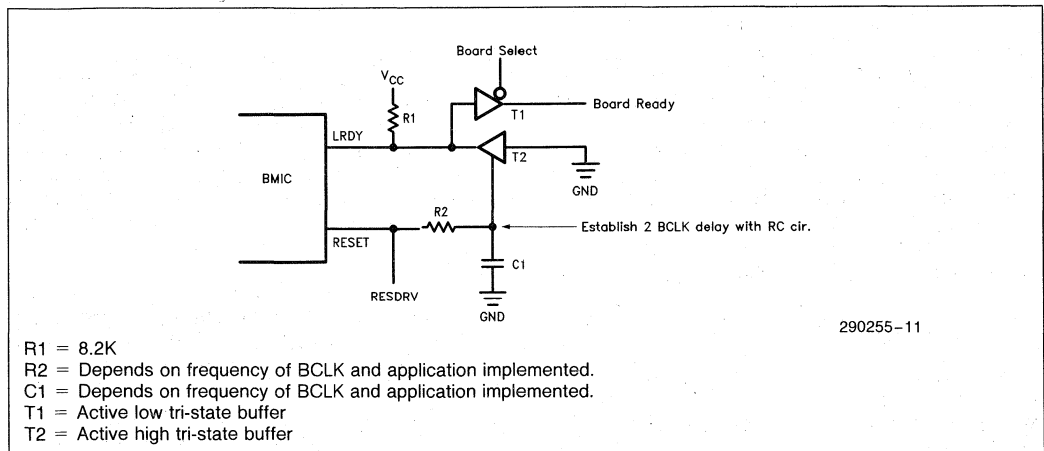 Board Select
VCC
R1
T1
Board Ready
LRDY
T2
BMIC
GND
R2
Establish 2 BCLK delay with RC cir.
RESET
C1
RESDRV
GND
290255-11
R1 = 8.2K
R2 = Depends on frequency of BCLK and application implemented.
C1 = Depends on frequency of BCLK and application implemented.
T1 = Active low tri-state buffer
T2 = Active high tri-state buffer